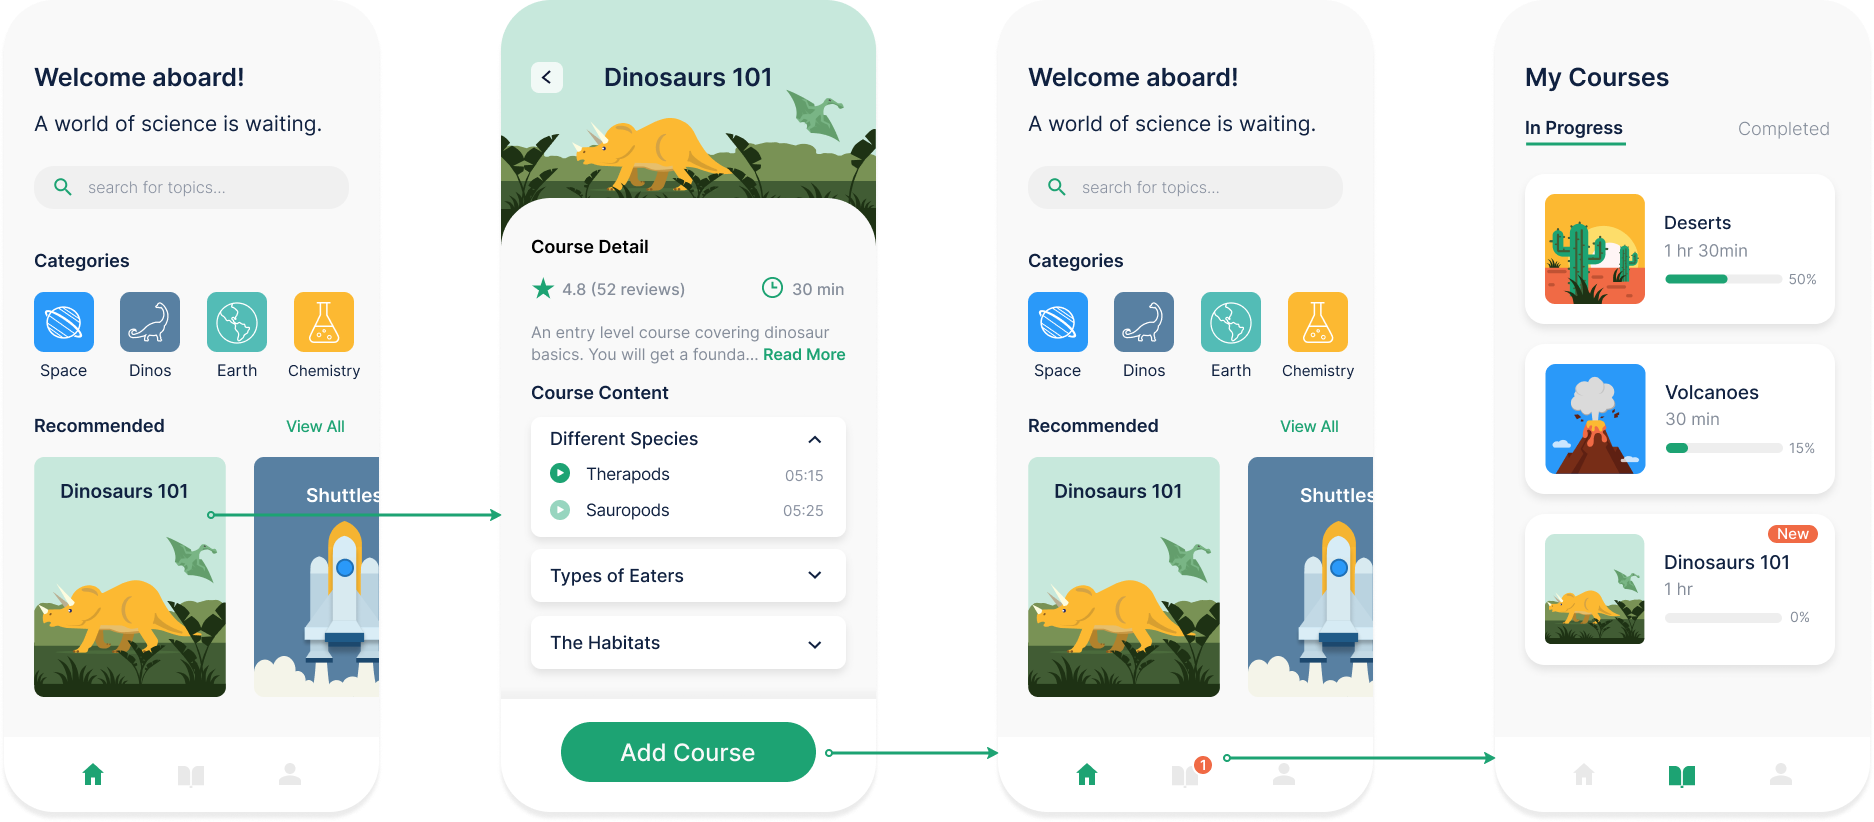 Welcome aboard!
A world of science is waiting.
search for topics...
Categories
Space Dinos Earth Chemistry
Recommended View All
Dinosaurs 101
Shuttles
Dinosaurs 101
Course Detail
4.8 (52 reviews) 30 min
An entry level course covering dinosaur
basics. You will get a founda... Read More
Course Content
Different Species
Therapods 05:15
Sauropods 05:25
Types of Eaters
The Habitats
Add Course
Welcome aboard!
A world of science is waiting.
search for topics...
Categories
Space Dinos Earth Chemistry
Recommended View All
Dinosaurs 101
Shuttles
1
My Courses
In Progress Completed
Deserts
1 hr 30min
50%
Volcanoes
30 min
15%
New
Dinosaurs 101
1 hr
0%